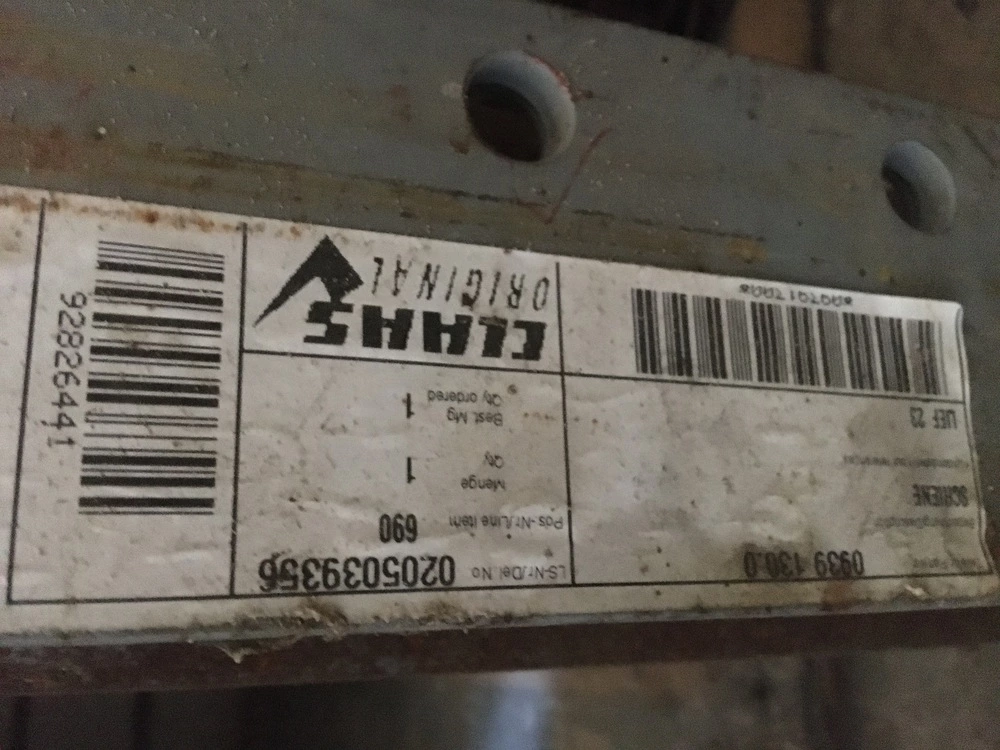 0939 130.0
SCHIENE
LIEF 23
LS-Nr/Del.No 0205039356
Pos-Nr/Line item 690
Menge 1
Qty
Best.Mg 1
Qty ordered
CLAAS
ORIGINAL
92826441